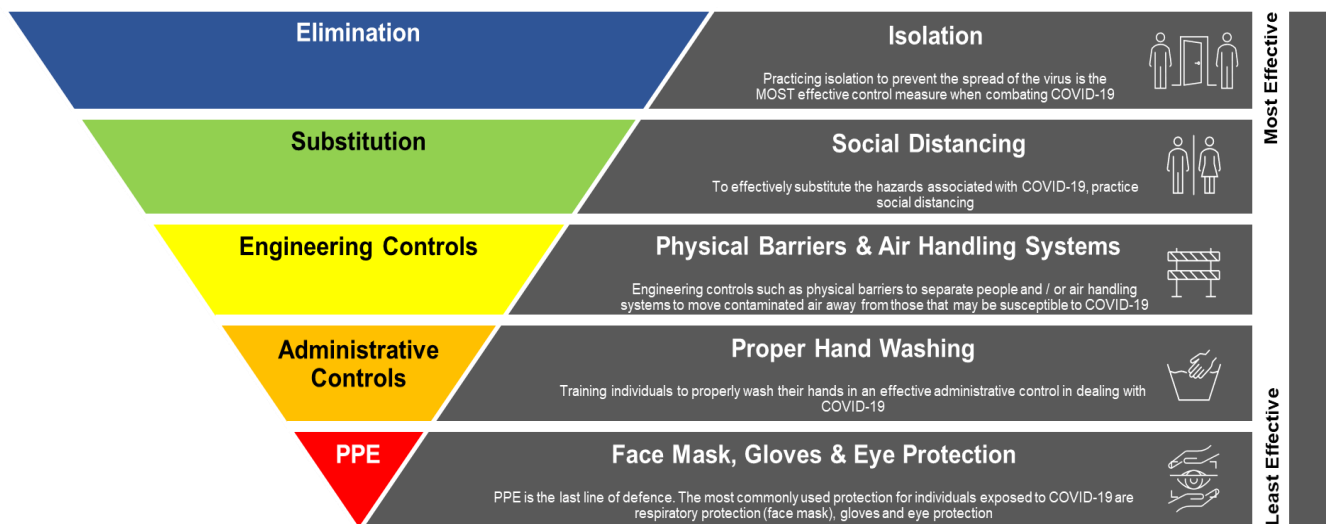 Elimination
Isolation
Practicing isolation to prevent the spread of the virus is the
MOST effective control measure when combating COVID-19
Most Effective
Substitution
Social Distancing
To effectively substitute the hazards associated with COVID-19, practice
social distancing
Engineering Controls
Physical Barriers & Air Handling Systems
Engineering controls such as physical barriers to separate people and / or air handling
systems to move contaminated air away from those that may be susceptible to COVID-19
Administrative
Controls
Proper Hand Washing
Training individuals to properly wash their hands in an effective administrative control in dealing with
COVID-19
PPE
Face Mask, Gloves & Eye Protection
PPE is the last line of defence. The most commonly used protection for individuals exposed to COVID-19 are
respiratory protection (face mask), gloves and eye protection
Least Effective